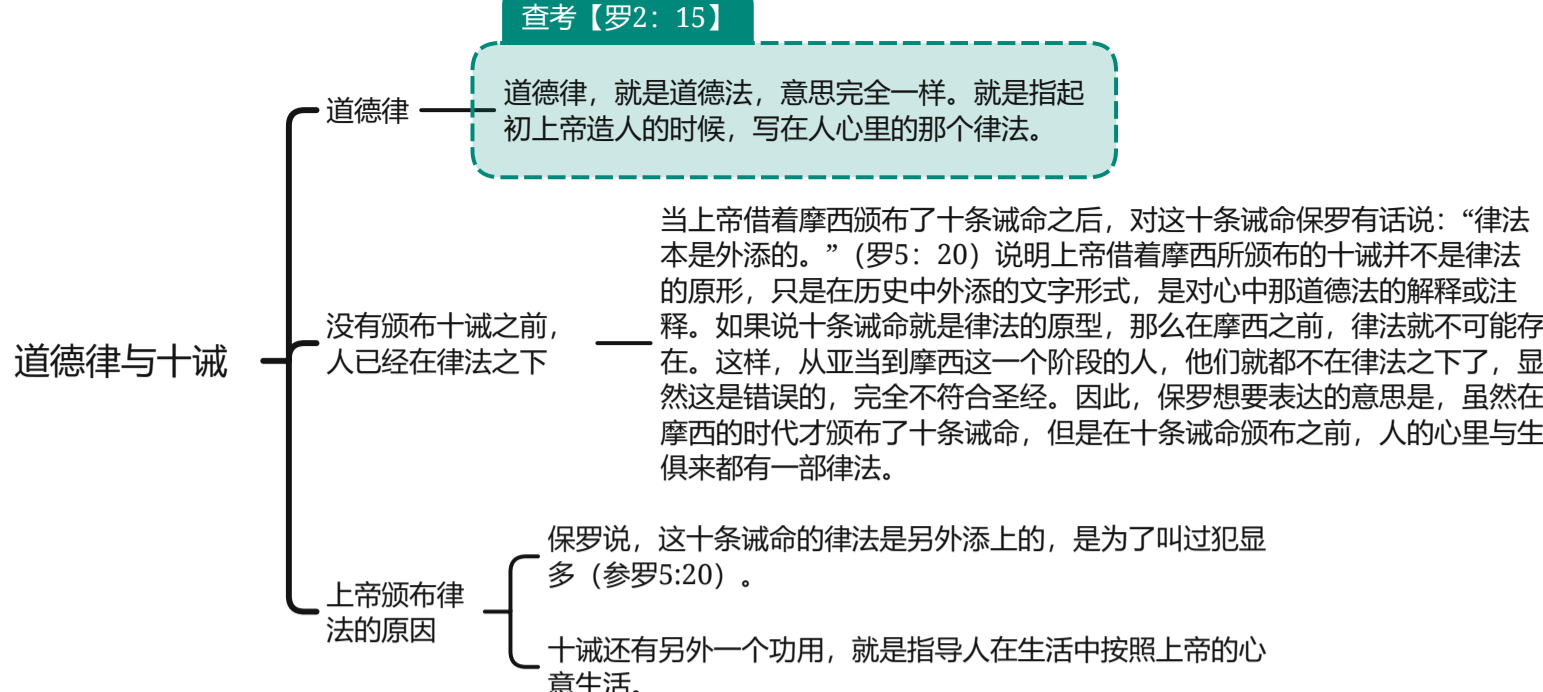 查考【罗2：15】
道德律
道德律，就是道德法，意思完全一样。就是指起
初上帝造人的时候，写在人心里的那个律法。
道德律与十诫
没有颁布十诫之前，
人已经在律法之下
当上帝借着摩西颁布了十条诫命之后，对这十条诫命保罗有话说：“律法
本是外添的。”（罗5：20）说明上帝借着摩西所颁布的十诫并不是律法
的原形，只是在历史中外添的文字形式，是对心中那道德法的解释或注
释。如果说十条诫命就是律法的原型，那么在摩西之前，律法就不可能存
在。这样，从亚当到摩西这一个阶段的人，他们就都不在律法之下了，显
然这是错误的，完全不符合圣经。因此，保罗想要表达的意思是，虽然在
摩西的时代才颁布了十条诫命，但是在十条诫命颁布之前，人的心里与生
俱来都有一部律法。
上帝颁布律
法的原因
保罗说，这十条诫命的律法是另外添上的，是为了叫过犯显
多（参罗5:20）。
十诫还有另外一个功用，就是指导人在生活中按照上帝的心
意生活。